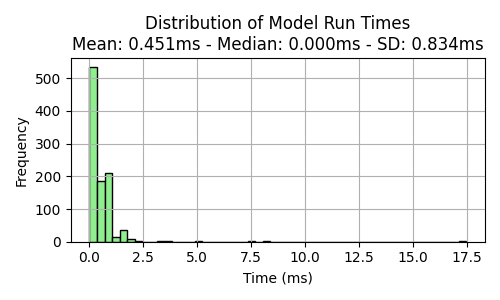 Distribution of Model Run Times
Mean: 0.451ms - Median: 0.000ms - SD: 0.834ms
500
400
300
200
100
0
Frequency
0.0 2.5 5.0 7.5 10.0 12.5 15.0 17.5
Time (ms)